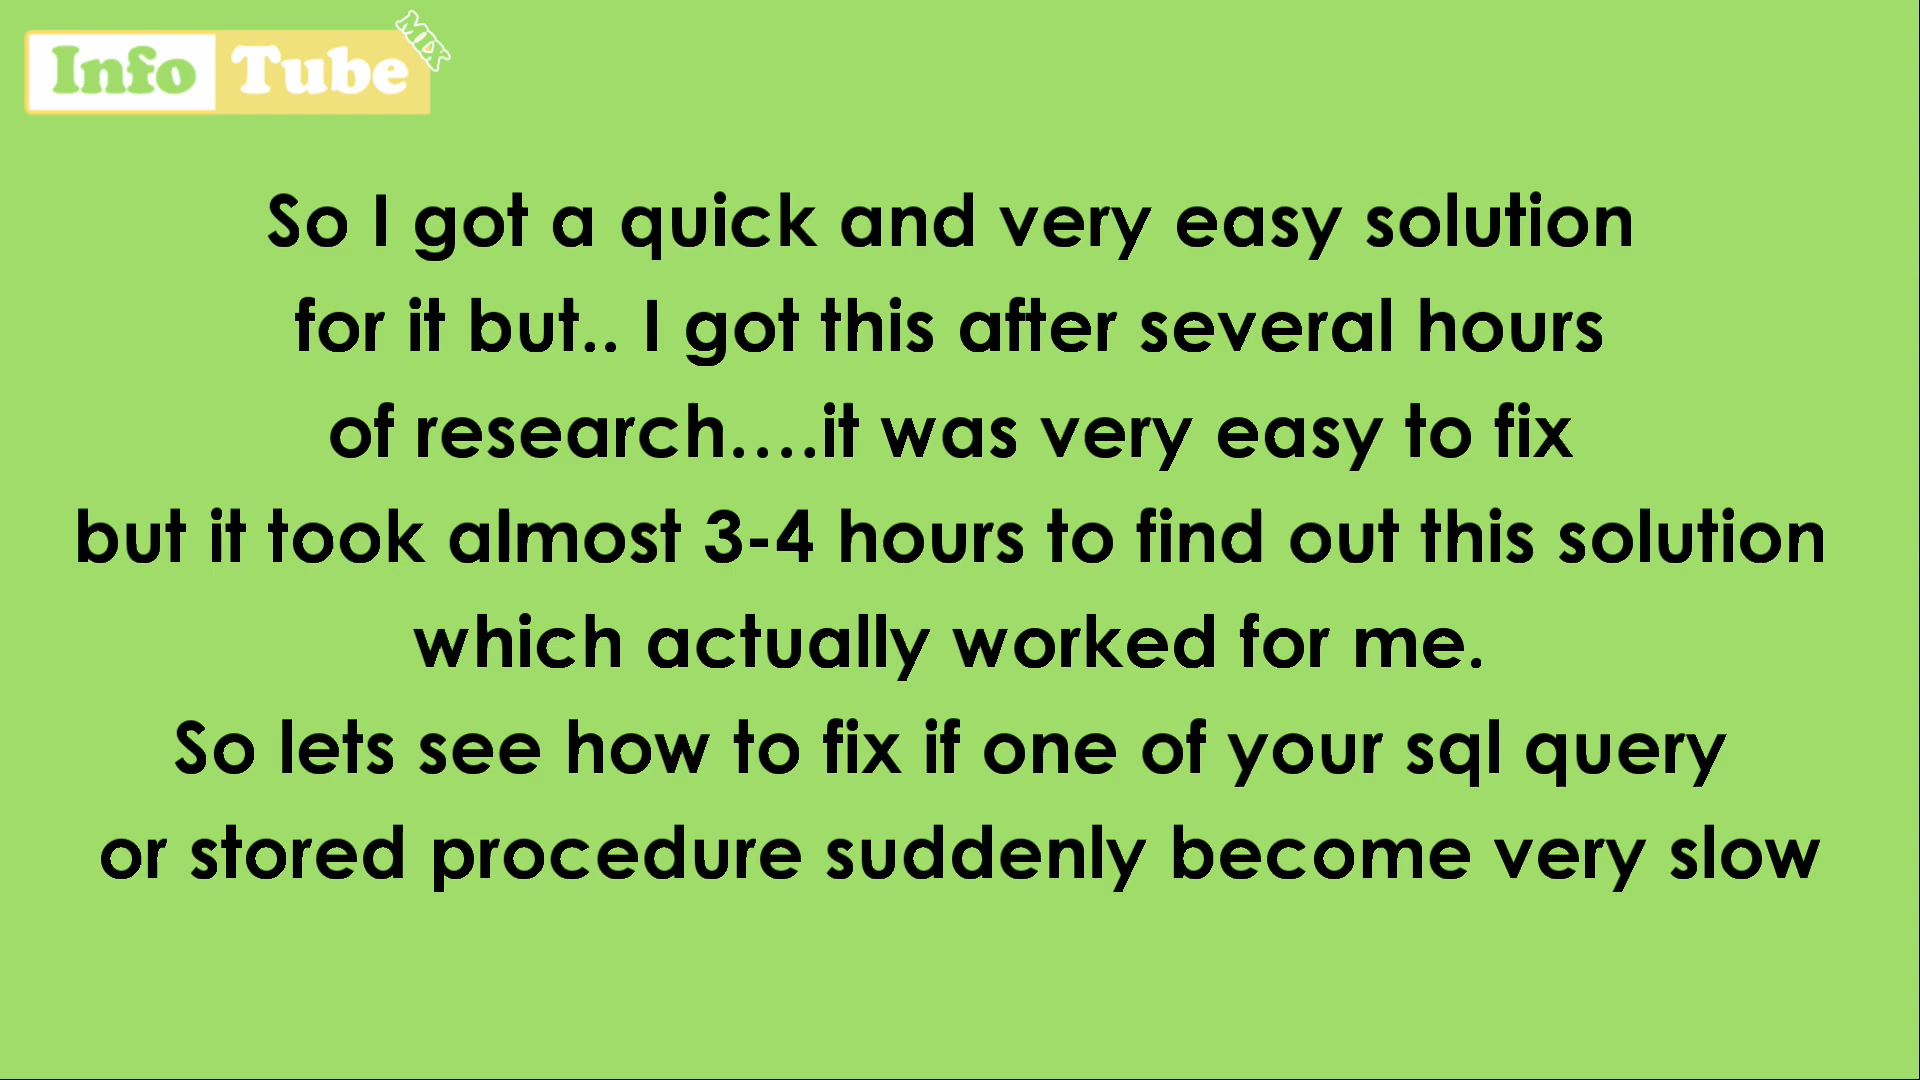 Info Tube MIX
So I got a quick and very easy solution
for it but.. I got this after several hours
of research....it was very easy to fix
but it took almost 3-4 hours to find out this solution
which actually worked for me.
So lets see how to fix if one of your sql query
or stored procedure suddenly become very slow